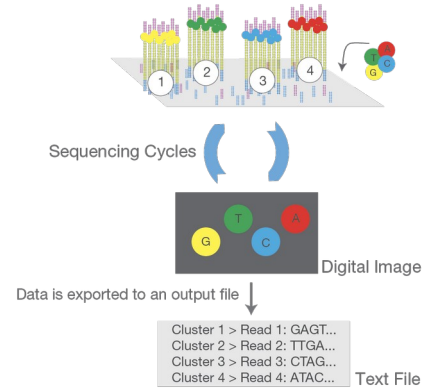 1
2
3
4
T
A
C
G
Sequencing Cycles
T
A
G
C
Digital Image
Data is exported to an output file
Cluster 1 > Read 1: GAGT...
Cluster 2 > Read 2: TTGA...
Cluster 3 > Read 3: CTAG...
Cluster 4 > Read 4: ATAC...
Text File